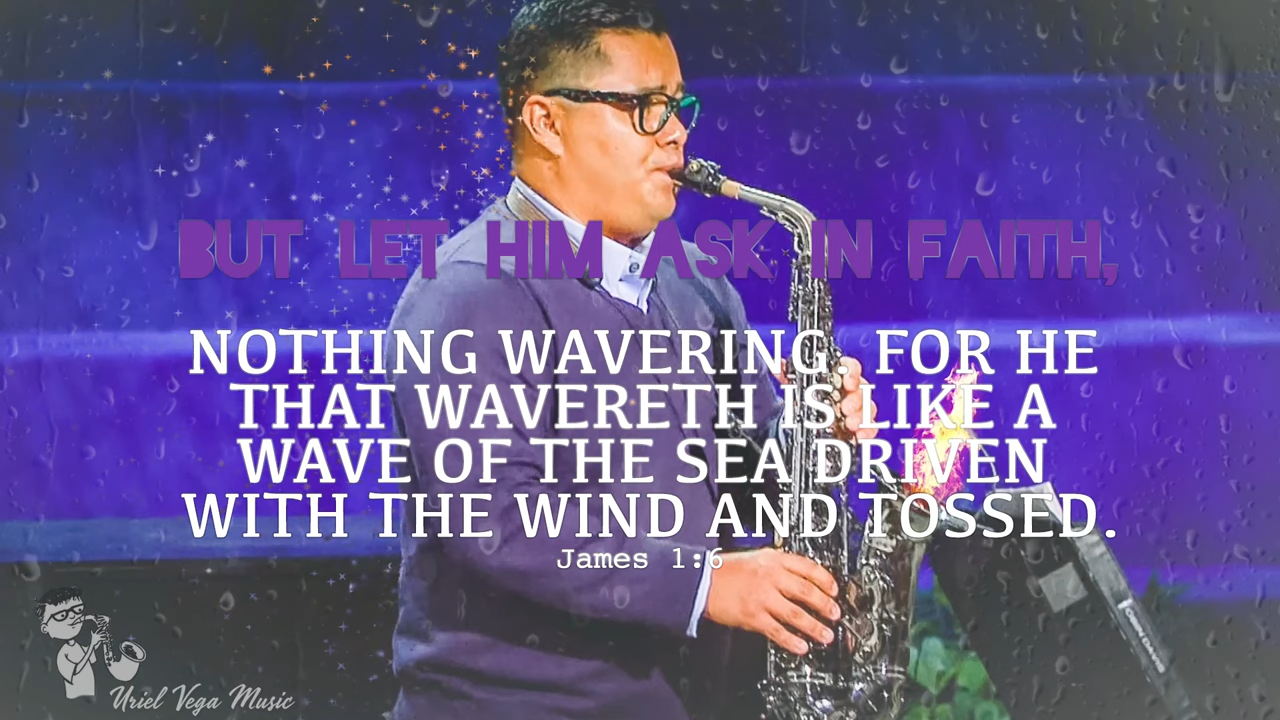 BUT LET HIM ASK IN FAITH,
NOTHING WAVERING. FOR HE
THAT WAVERETH IS LIKE A
WAVE OF THE SEA DRIVEN
WITH THE WIND AND TOSSED.
James 1:6
Uriel Vega Music